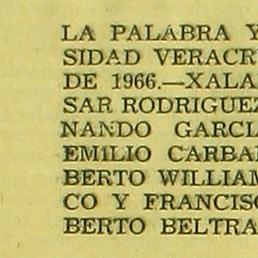 LA PALABRA Y
SIDAD VERACR
DE 1966.—XALA
SAR RODRIGUEZ
NANDO GARCI
EMILIO CARBA
BERTO WILLIAM
CO Y FRANCISC
BERTO BELTRA